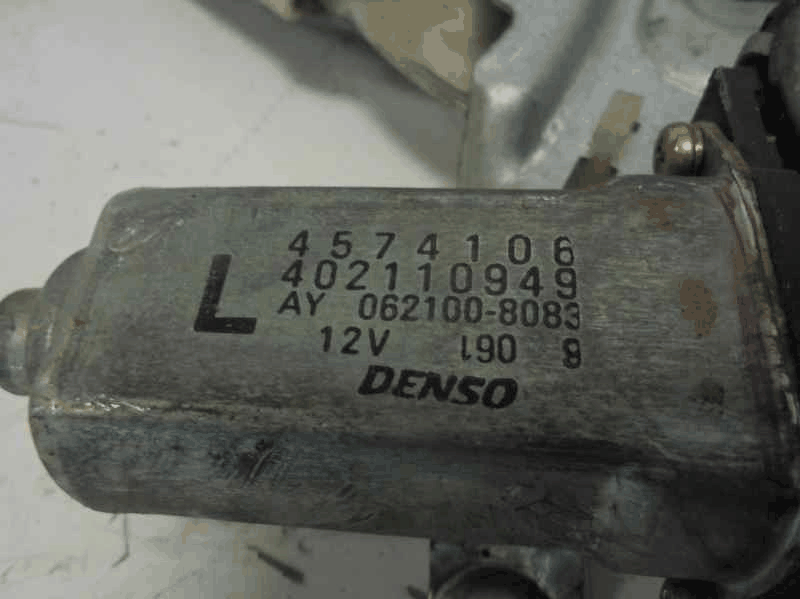 4574106
402110949
L
AY 062100-8083
12V 190 8
DENSO